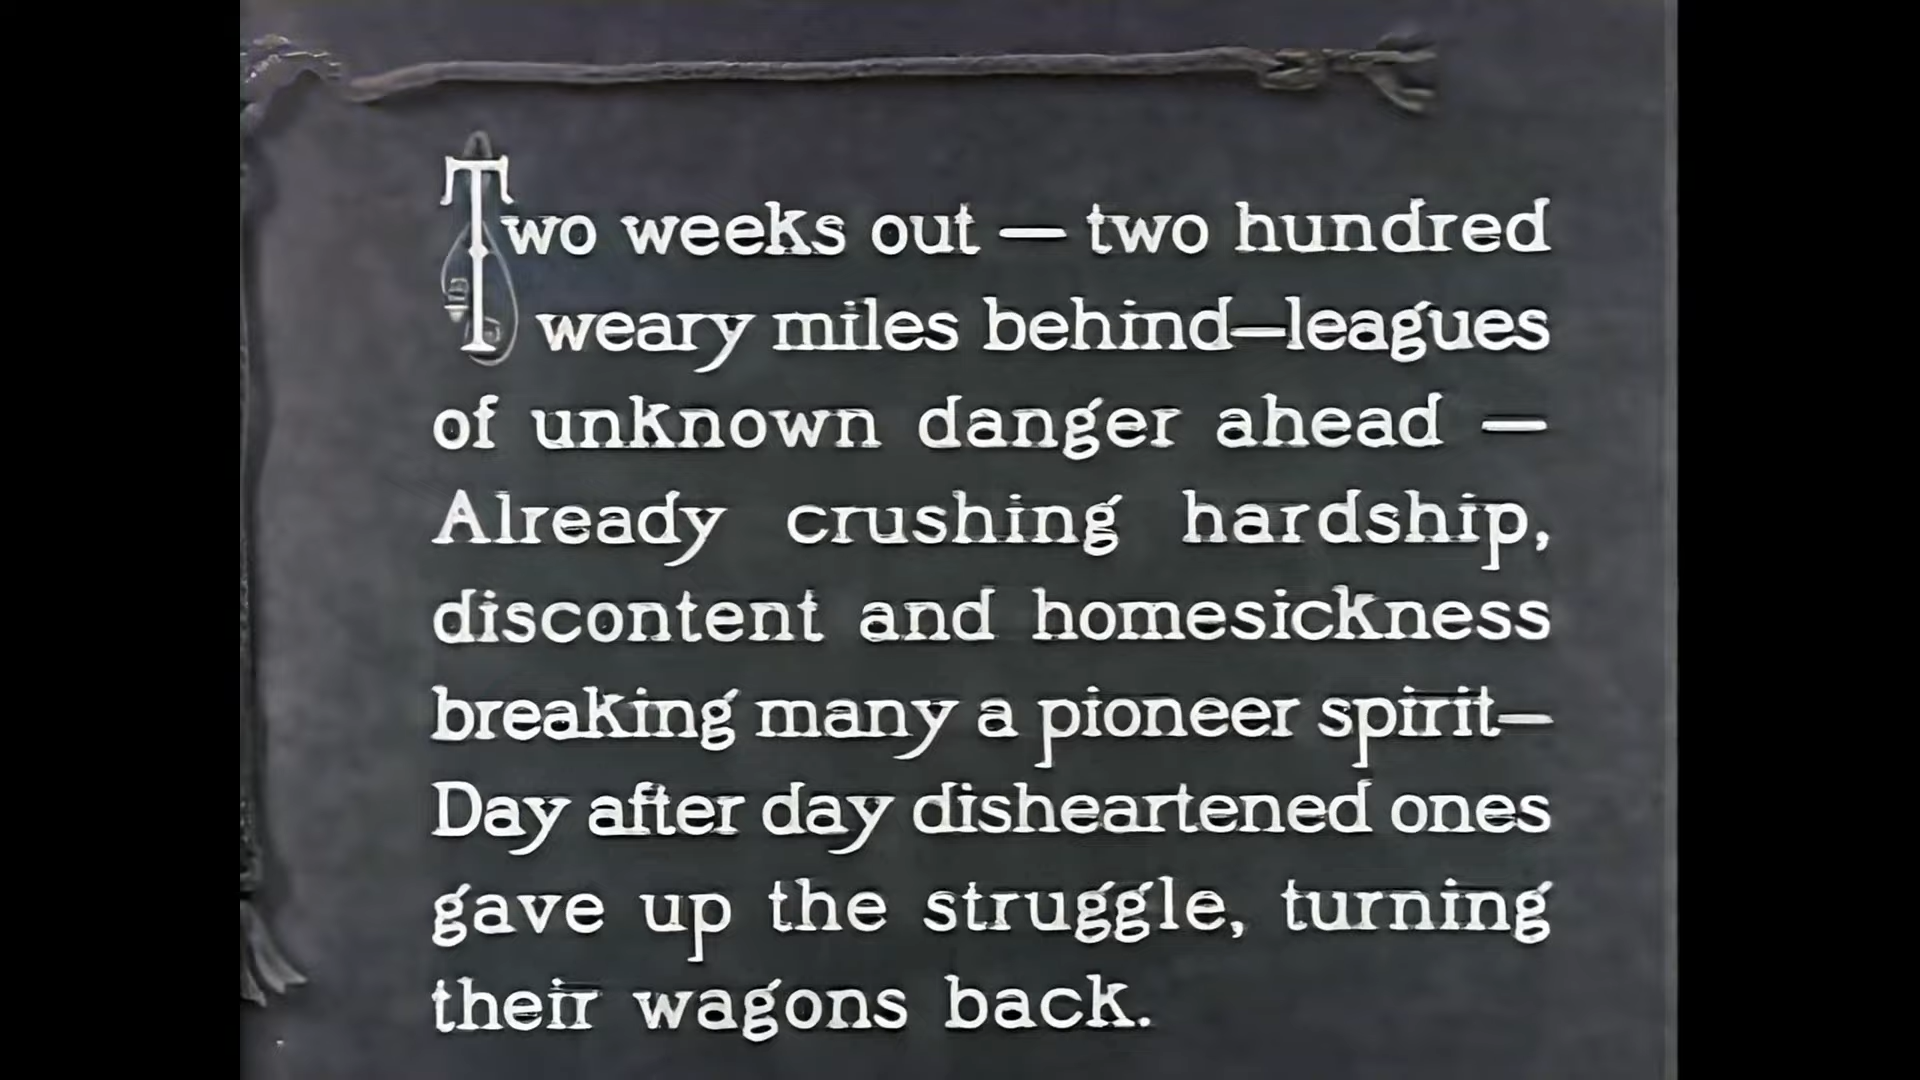 Two weeks out — two hundred
weary miles behind—leagues
of unknown danger ahead —
Already crushing hardship,
discontent and homesickness
breaking many a pioneer spirit—
Day after day disheartened ones
gave up the struggle, turning
their wagons back.